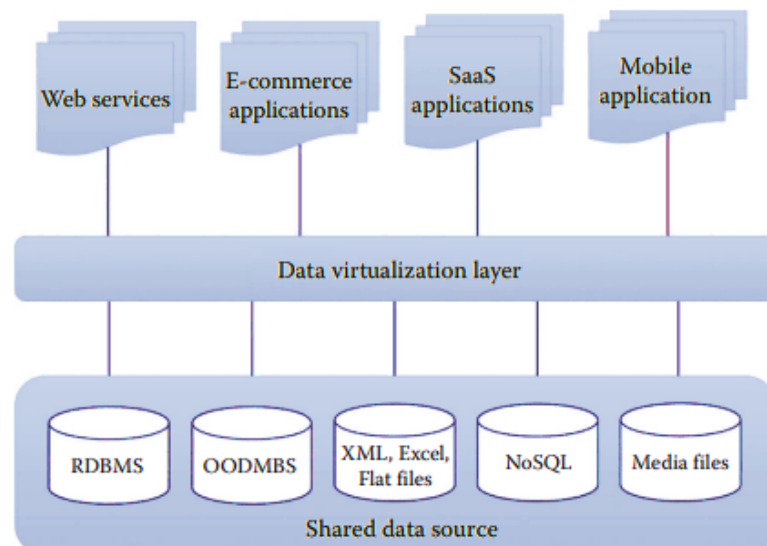 Web services
E-commerce
applications
SaaS
applications
Mobile
application
Data virtualization layer
RDBMS
OODMBS
XML, Excel,
Flat files
NoSQL
Media files
Shared data source